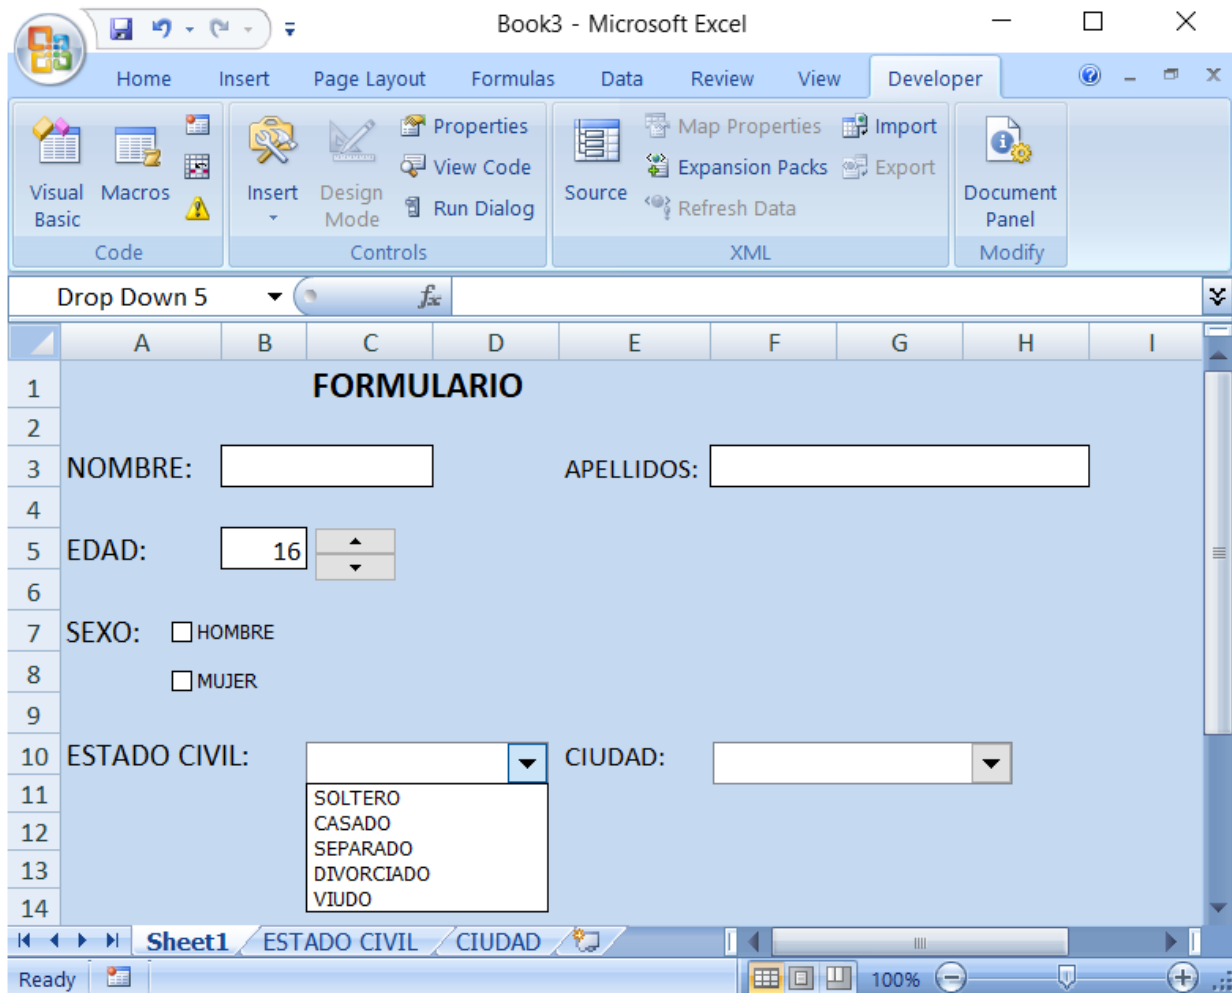 Book3 - Microsoft Excel
Home Insert Page Layout Formulas Data Review View Developer
Visual Basic
Macros
Code
Insert
Design Mode
Properties
View Code
Run Dialog
Controls
Source
Map Properties
Expansion Packs
Refresh Data
Import
Export
XML
Document Panel
Modify
Drop Down 5
fx
A B C D E F G H I
1 FORMULARIO
2
3 NOMBRE: APELLIDOS:
4
5 EDAD: 16
6
7 SEXO: HOMBRE
8 MUJER
9
10 ESTADO CIVIL: CIUDAD:
11 SOLTERO
12 CASADO
SEPARADO
13 DIVORCIADO
14 VIUDO
Sheet1 ESTADO CIVIL CIUDAD
Ready 100%